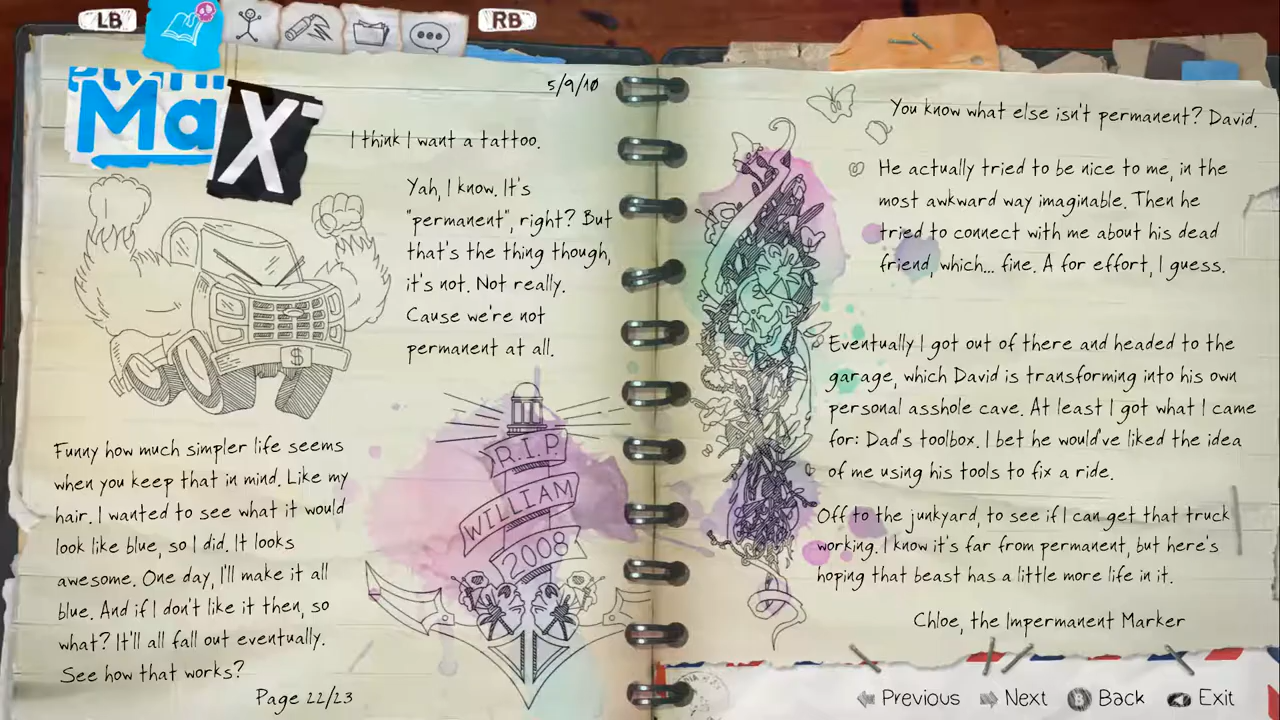 LB
RB
Max
5/9/10
I think I want a tattoo.
Yah, I know. It's
"permanent", right? But
that's the thing though,
it's not. Not really.
Cause we're not
permanent at all.
$
Funny how much simpler life seems
when you keep that in mind. Like my
hair. I wanted to see what it would
look like blue, so I did. It looks
awesome. One day, I'll make it all
blue. And if I don't like it then, so
what? It'll all fall out eventually.
See how that works?
R.I.P.
WILLIAM
2008
Page 22/23
You know what else isn't permanent? David.
He actually tried to be nice to me, in the
most awkward way imaginable. Then he
tried to connect with me about his dead
friend, which... fine. A for effort, I guess.
Eventually I got out of there and headed to the
garage, which David is transforming into his own
personal asshole cave. At least I got what I came
for: Dad's toolbox. I bet he would've liked the idea
of me using his tools to fix a ride.
Off to the junkyard, to see if I can get that truck
working. I know it's far from permanent, but here's
hoping that beast has a little more life in it.
Chloe, the Impermanent Marker
Previous
Next
B Back
Exit